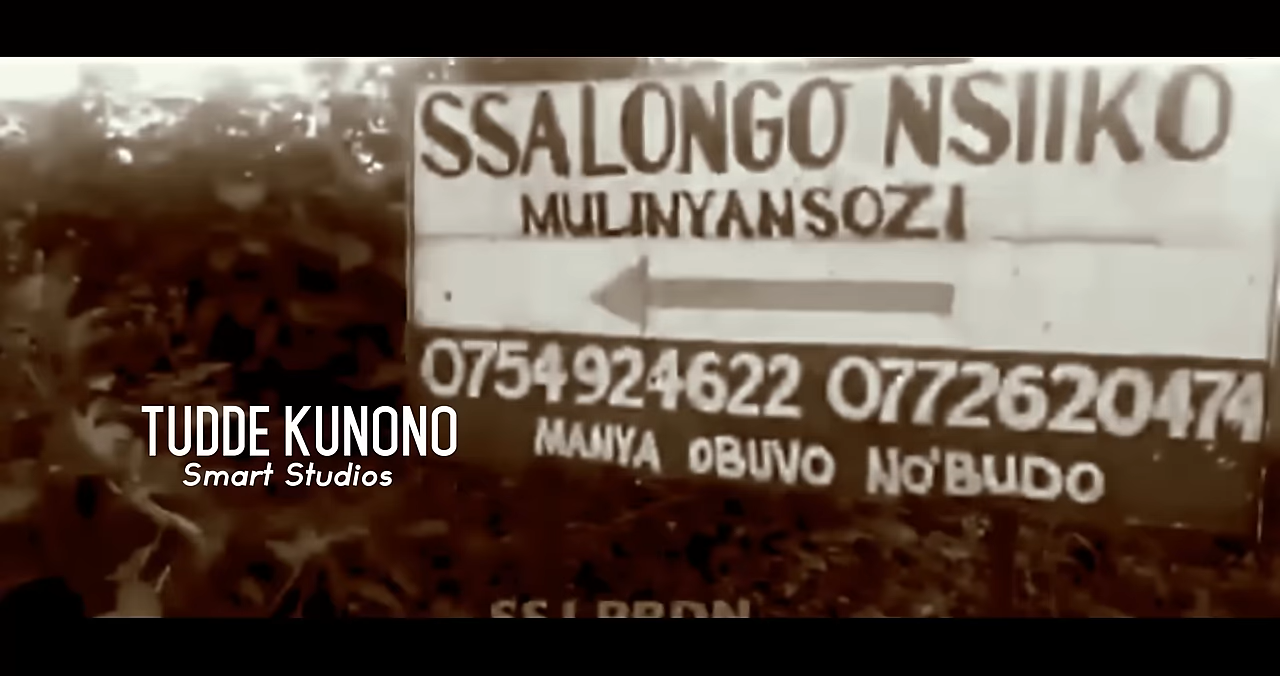 SSALONGO NSIIKO
MULINYANSOZI
0754924622 0772620474
MANYA OBUVO NO'BUDO
TUDDE KUNONO
Smart Studios